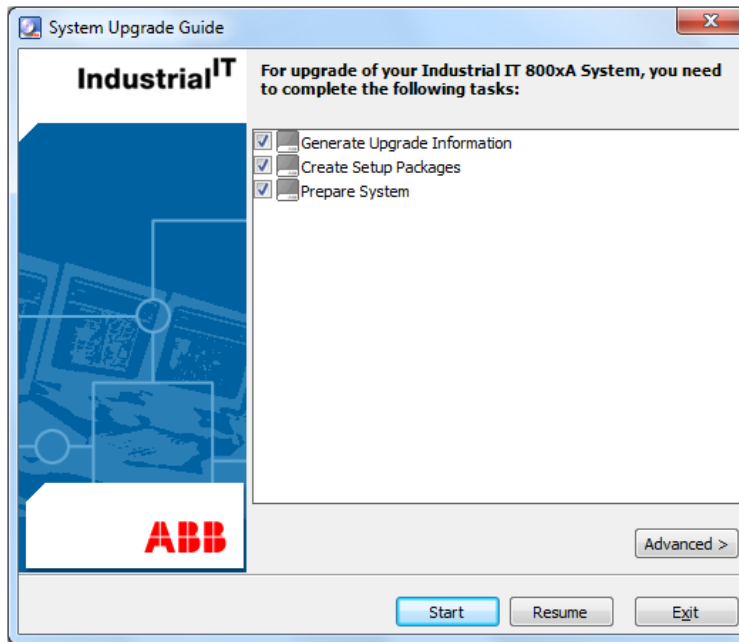 System Upgrade Guide
Industrial IT
For upgrade of your Industrial IT 800xA System, you need
to complete the following tasks:
Generate Upgrade Information
Create Setup Packages
Prepare System
ABB
Advanced >
Start
Resume
Exit